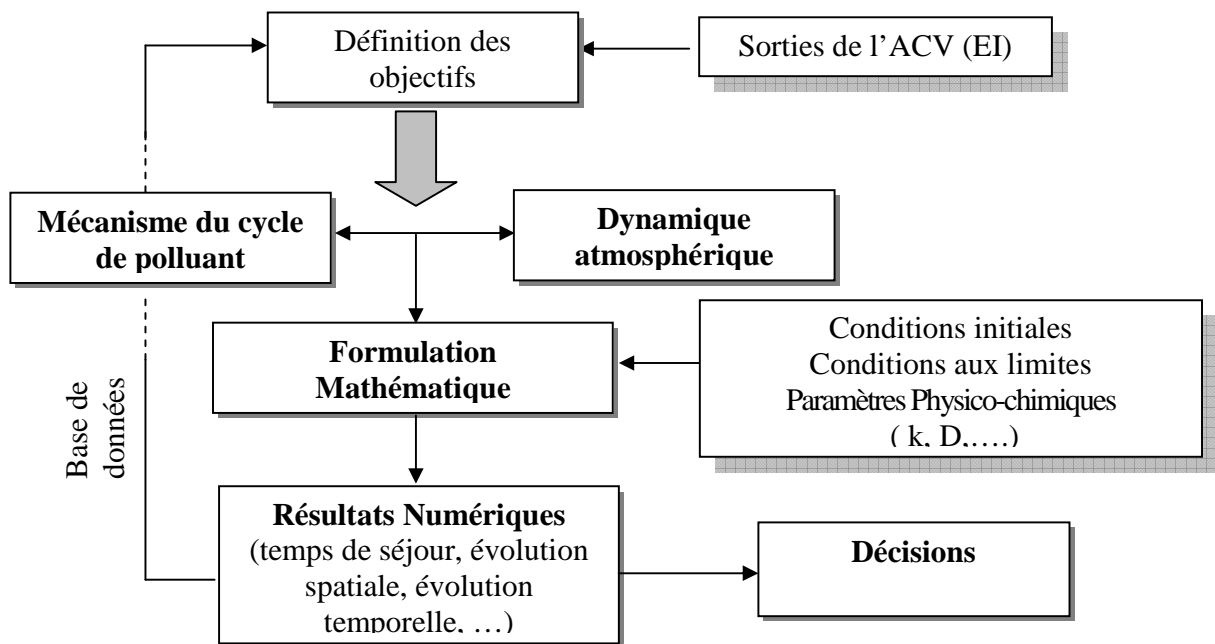 Définition des
objectifs
Sorties de l’ACV (EI)
Mécanisme du cycle
de polluant
Dynamique
atmosphérique
Formulation
Mathématique
Conditions initiales
Conditions aux limites
Paramètres Physico-chimiques
( k, D,….)
Base de
données
Résultats Numériques
(temps de séjour, évolution
spatiale, évolution
temporelle, …)
Décisions